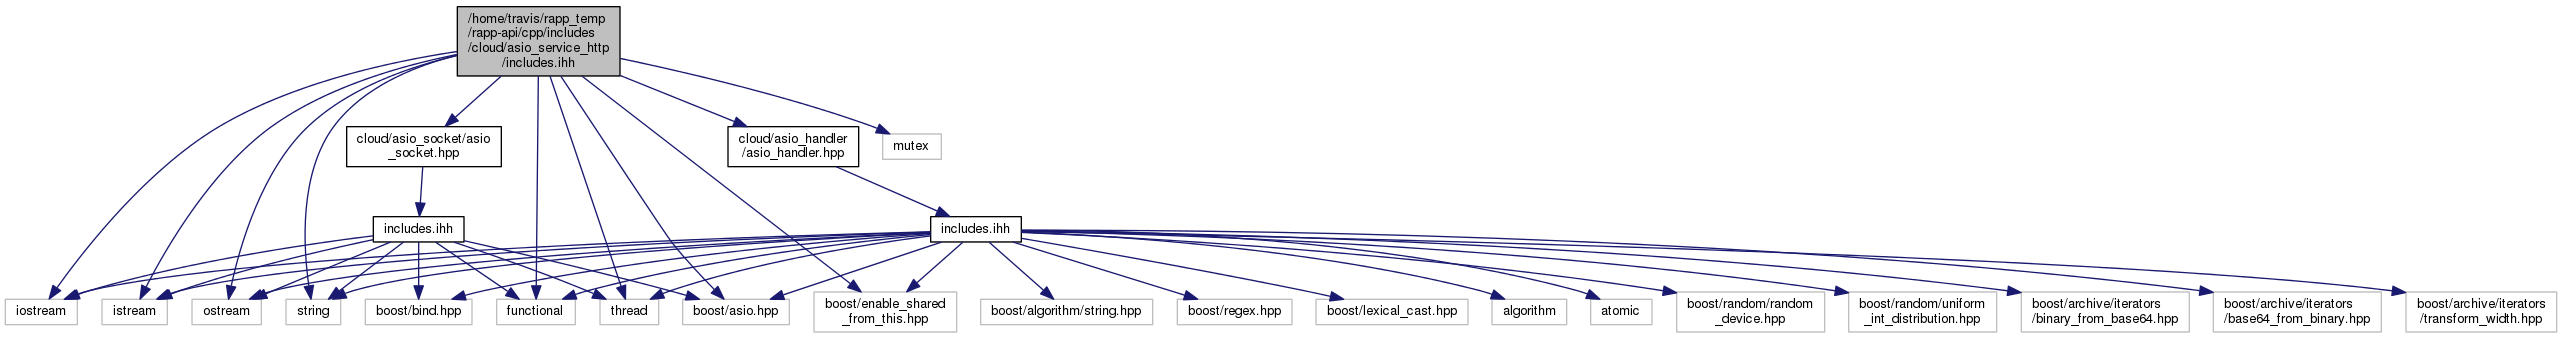 /home/travis/rapp_temp
/rapp-api/cpp/includes
/cloud/asio_service_http
/includes.ihh
cloud/asio_socket/asio
_socket.hpp
cloud/asio_handler
/asio_handler.hpp
mutex
includes.ihh
includes.ihh
iostream
istream
ostream
string
boost/bind.hpp
functional
thread
boost/asio.hpp
boost/enable_shared
_from_this.hpp
boost/algorithm/string.hpp
boost/regex.hpp
boost/lexical_cast.hpp
algorithm
atomic
boost/random/random
_device.hpp
boost/random/uniform
_int_distribution.hpp
boost/archive/iterators
/binary_from_base64.hpp
boost/archive/iterators
/base64_from_binary.hpp
boost/archive/iterators
/transform_width.hpp